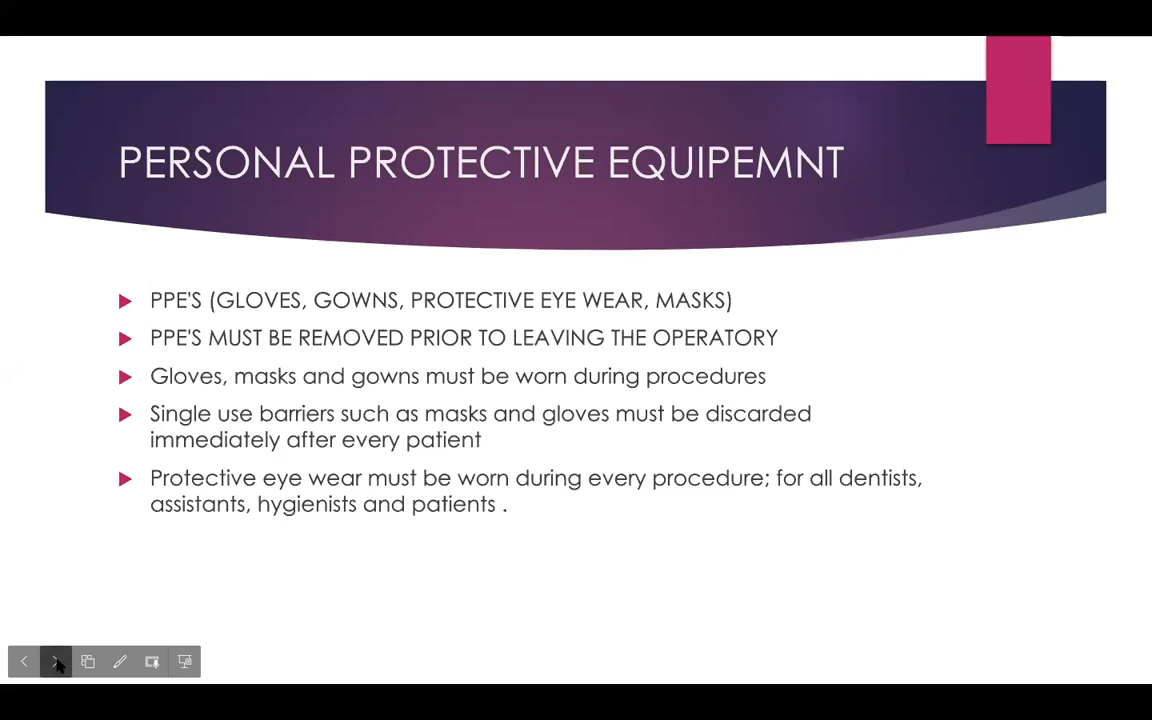 PERSONAL PROTECTIVE EQUIPEMNT
PPE'S (GLOVES, GOWNS, PROTECTIVE EYE WEAR, MASKS)
PPE'S MUST BE REMOVED PRIOR TO LEAVING THE OPERATORY
Gloves, masks and gowns must be worn during procedures
Single use barriers such as masks and gloves must be discarded
immediately after every patient
Protective eye wear must be worn during every procedure; for all dentists,
assistants, hygienists and patients .